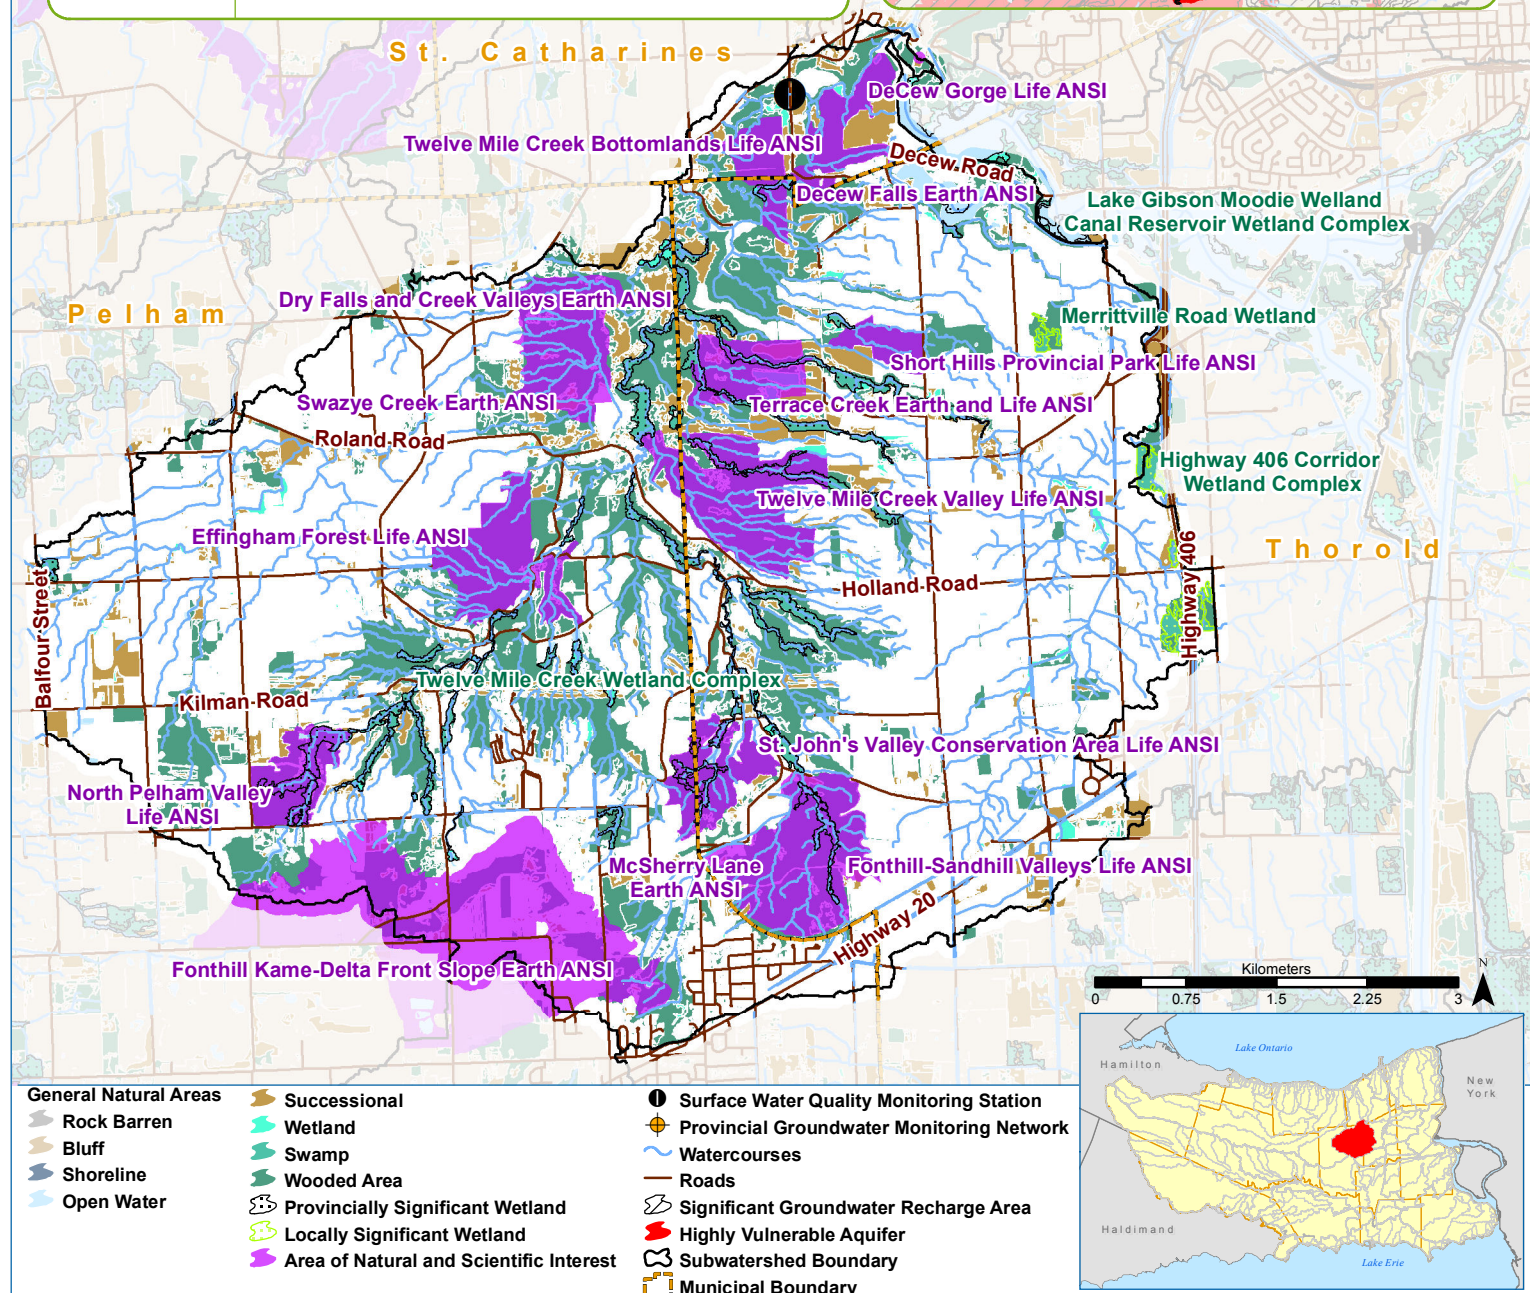 St. Catharines
DeCew Gorge Life ANSI
Twelve Mile Creek Bottomlands Life ANSI
Decew Road
Decew Falls Earth ANSI
Lake Gibson Moodie Welland
Canal Reservoir Wetland Complex
Dry Falls and Creek Valleys Earth ANSI
Pelham
Merrittville Road Wetland
Short Hills Provincial Park Life ANSI
Swazye Creek Earth ANSI
Terrace Creek Earth and Life ANSI
Roland Road
Highway 406 Corridor
Wetland Complex
Twelve Mile Creek Valley Life ANSI
Effingham Forest Life ANSI
Thorold
Holland Road
Balfour Street
Highway 406
Twelve Mile Creek Wetland Complex
Kilman Road
St. John's Valley Conservation Area Life ANSI
North Pelham Valley
Life ANSI
McSherry Lane
Earth ANSI
Fonthill-Sandhill Valleys Life ANSI
Highway 20
Fonthill Kame-Delta Front Slope Earth ANSI
Kilometers
0 0.75 1.5 2.25 3
N
General Natural Areas
Rock Barren
Bluff
Shoreline
Open Water
Successional
Wetland
Swamp
Wooded Area
Provincially Significant Wetland
Locally Significant Wetland
Area of Natural and Scientific Interest
Surface Water Quality Monitoring Station
Provincial Groundwater Monitoring Network
Watercourses
Roads
Significant Groundwater Recharge Area
Highly Vulnerable Aquifer
Subwatershed Boundary
Municipal Boundary
Lake Ontario
Hamilton
New
York
Haldimand
Lake Erie